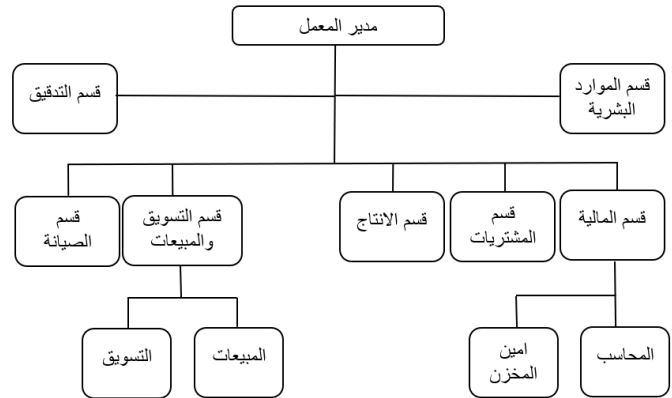 مدير المعمل
قسم الموارد
البشرية
قسم التدقيق
قسم المالية
قسم
المشتريات
قسم الانتاج
قسم التسويق
والمبيعات
قسم
الصيانة
المحاسب
امين
المخزن
المبيعات
التسويق